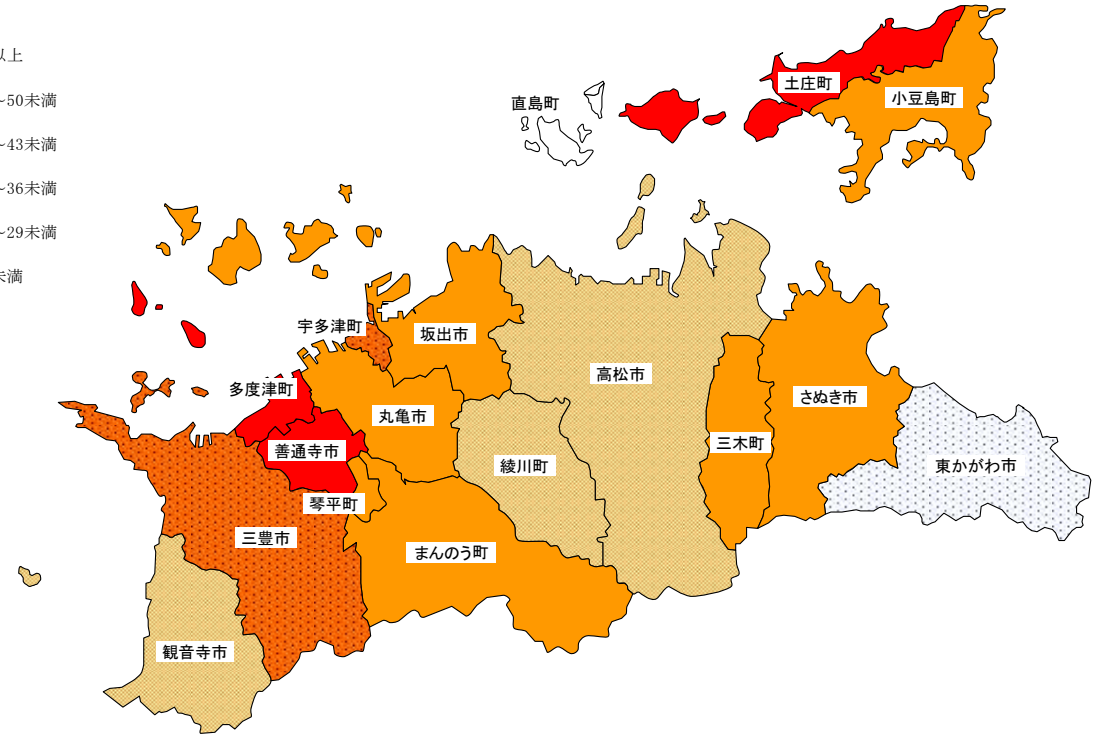 以上
~50未満
~43未満
~36未満
~29未満
未満
土庄町
小豆島町
直島町
宇多津町
坂出市
高松市
多度津町
丸亀市
さぬき市
善通寺市
三木町
綾川町
東かがわ市
琴平町
三豊市
まんのう町
観音寺市